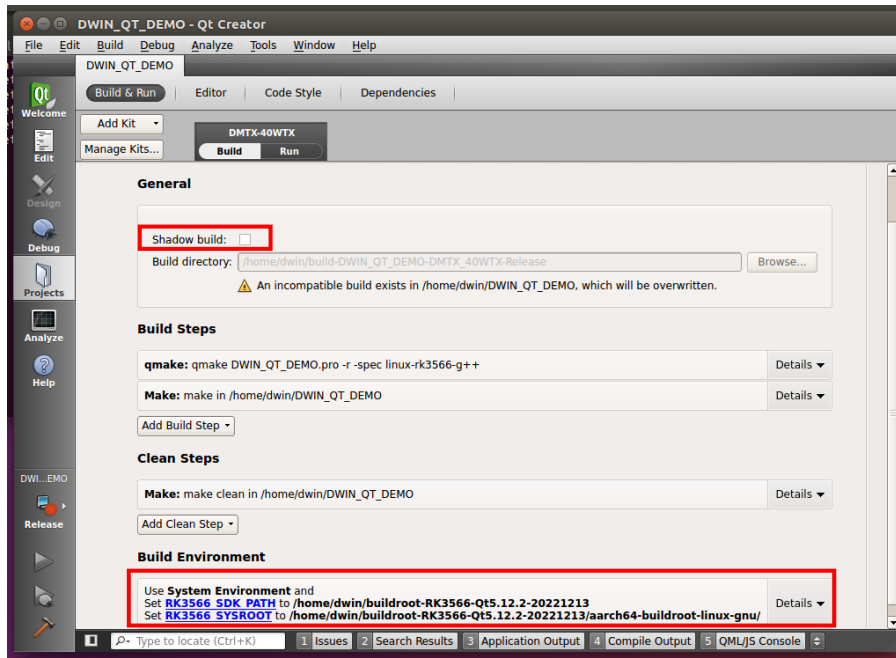 DWIN_QT_DEMO - Qt Creator
File Edit Build Debug Analyze Tools Window Help
DWIN_QT_DEMO
Build & Run Editor Code Style Dependencies
Welcome
Edit
Design
Debug
Projects
Analyze
Help
DWI...EMO
Release
Add Kit
Manage Kits...
DMTX-40WTX
Build Run
General
Shadow build:
Build directory: /home/dwin/build-DWIN_QT_DEMO-DMTX_40WTX-Release Browse...
An incompatible build exists in /home/dwin/DWIN_QT_DEMO, which will be overwritten.
Build Steps
qmake: qmake DWIN_QT_DEMO.pro -r -spec linux-rk3566-g++ Details
Make: make in /home/dwin/DWIN_QT_DEMO Details
Add Build Step
Clean Steps
Make: make clean in /home/dwin/DWIN_QT_DEMO Details
Add Clean Step
Build Environment
Use System Environment and
Set RK3566_SDK_PATH to /home/dwin/buildroot-RK3566-Qt5.12.2-20221213 Details
Set RK3566_SYSROOT to /home/dwin/buildroot-RK3566-Qt5.12.2-20221213/aarch64-buildroot-linux-gnu/
Type to locate (Ctrl+K) 1 Issues 2 Search Results 3 Application Output 4 Compile Output 5 QML/JS Console